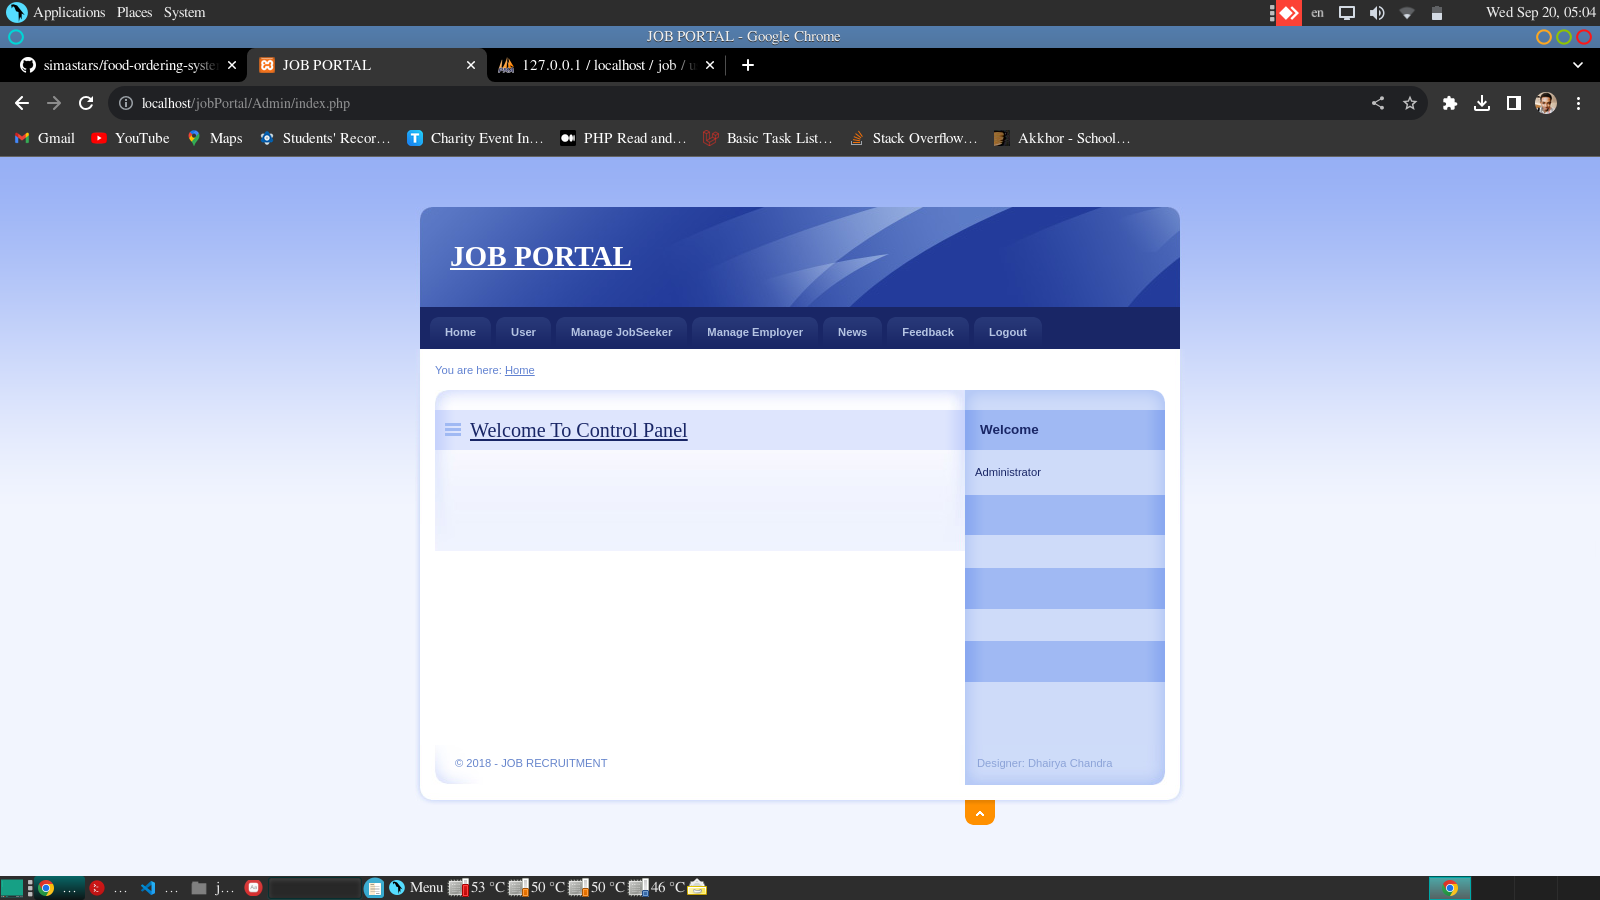 Applications Places System
en Wed Sep 20, 05:04
JOB PORTAL - Google Chrome
simastars/food-ordering-syste
JOB PORTAL
127.0.0.1 / localhost / job / u
localhost/jobPortal/Admin/index.php
Gmail YouTube Maps Students' Recor... Charity Event In... PHP Read and... Basic Task List... Stack Overflow... Akkhor - School...
JOB PORTAL
Home User Manage JobSeeker Manage Employer News Feedback Logout
You are here: Home
Welcome To Control Panel
Welcome
Administrator
© 2018 - JOB RECRUITMENT
Designer: Dhairya Chandra
... ... ... j... Menu 53 °C 50 °C 50 °C 46 °C